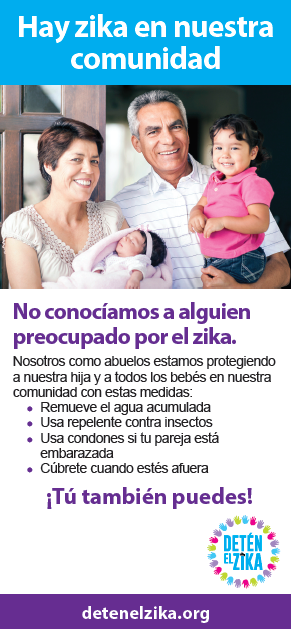 Hay zika en nuestra
comunidad
No conocíamos a alguien
preocupado por el zika.
Nosotros como abuelos estamos protegiendo
a nuestra hija y a todos los bebés en nuestra
comunidad con estas medidas:
• Remueve el agua acumulada
• Usa repelente contra insectos
• Usa condones si tu pareja está
embarazada
• Cúbrete cuando estés afuera
¡Tú también puedes!
DETÉN
EL ZIKA
detenelzika.org